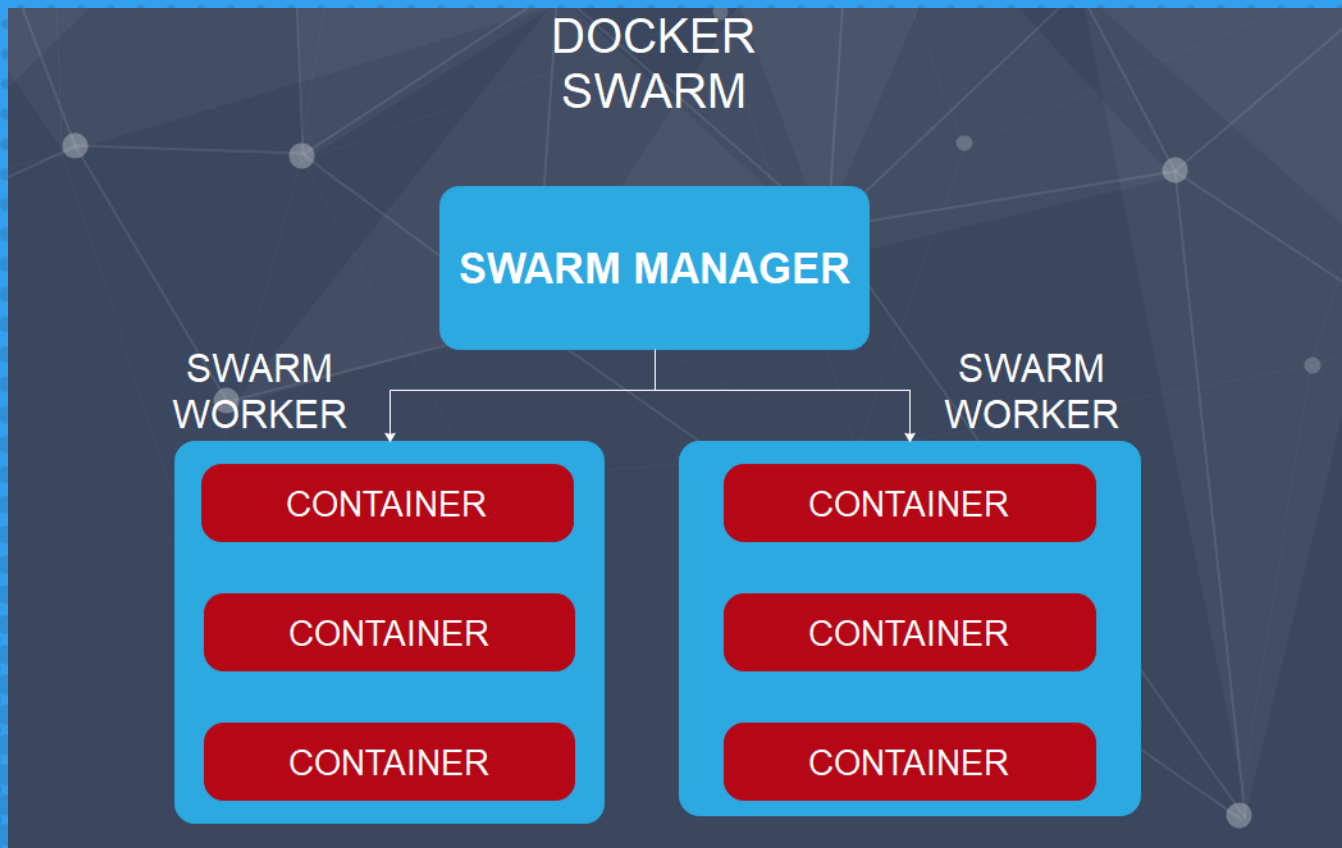 DOCKER
SWARM
SWARM MANAGER
SWARM
WORKER
SWARM
WORKER
CONTAINER
CONTAINER
CONTAINER
CONTAINER
CONTAINER
CONTAINER